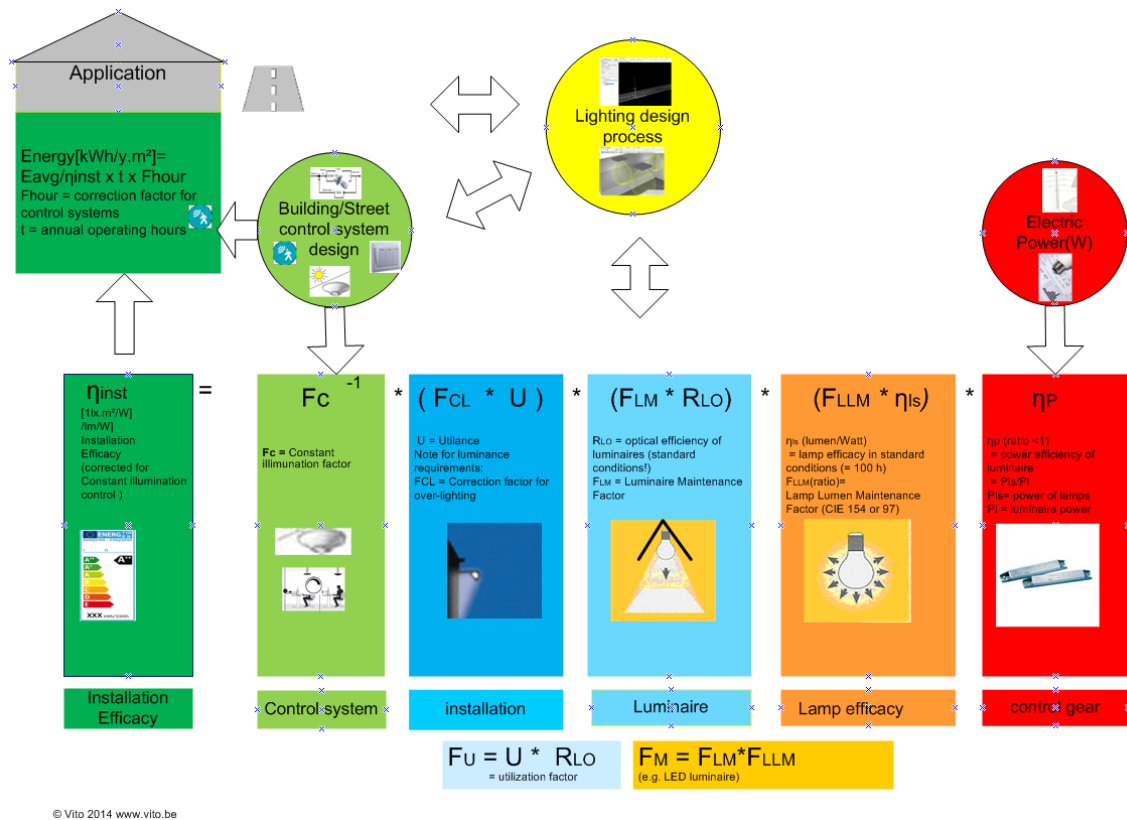 Application
Energy[kWh/y.m²]=
Eavg/ηinst x t x Fhour
Fhour = correction factor for
control systems
t = annual operating hours
Building/Street
control system
design
Lighting design
process
Electric
Power(W)
ηinst
[1lx.m²/W]
/lm/W]
Installation
Efficacy
(corrected for
Constant illumination
control )
=
ENERG
A++
A+
A
B
C
D
E
A++
XXX kWh/1000h
Installation
Efficacy
Fc -1
Fc = Constant
illimunation factor
Control system
*
( FCL * U )
U = Utilance
Note for luminance
requirements:
FCL = Correction factor for
over-lighting
installation
*
(FLM * RLO)
RLO = optical efficiency of
luminaires (standard
conditions!)
FLM = Luminaire Maintenance
Factor
Luminaire
*
(FLLM * ηls)
ηls (lumen/Watt)
= lamp efficacy in standard
conditions (= 100 h)
FLLM(ratio)=
Lamp Lumen Maintenance
Factor (CIE 154 or 97)
Lamp efficacy
*
ηP
ηp (ratio <1)
= power efficiency of
luminaire
= Pls/Pl
Pls= power of lamps
Pl = luminaire power
control gear
FU = U * RLO
= utilization factor
FM = FLM*FLLM
(e.g. LED luminaire)
© Vito 2014 www.vito.be